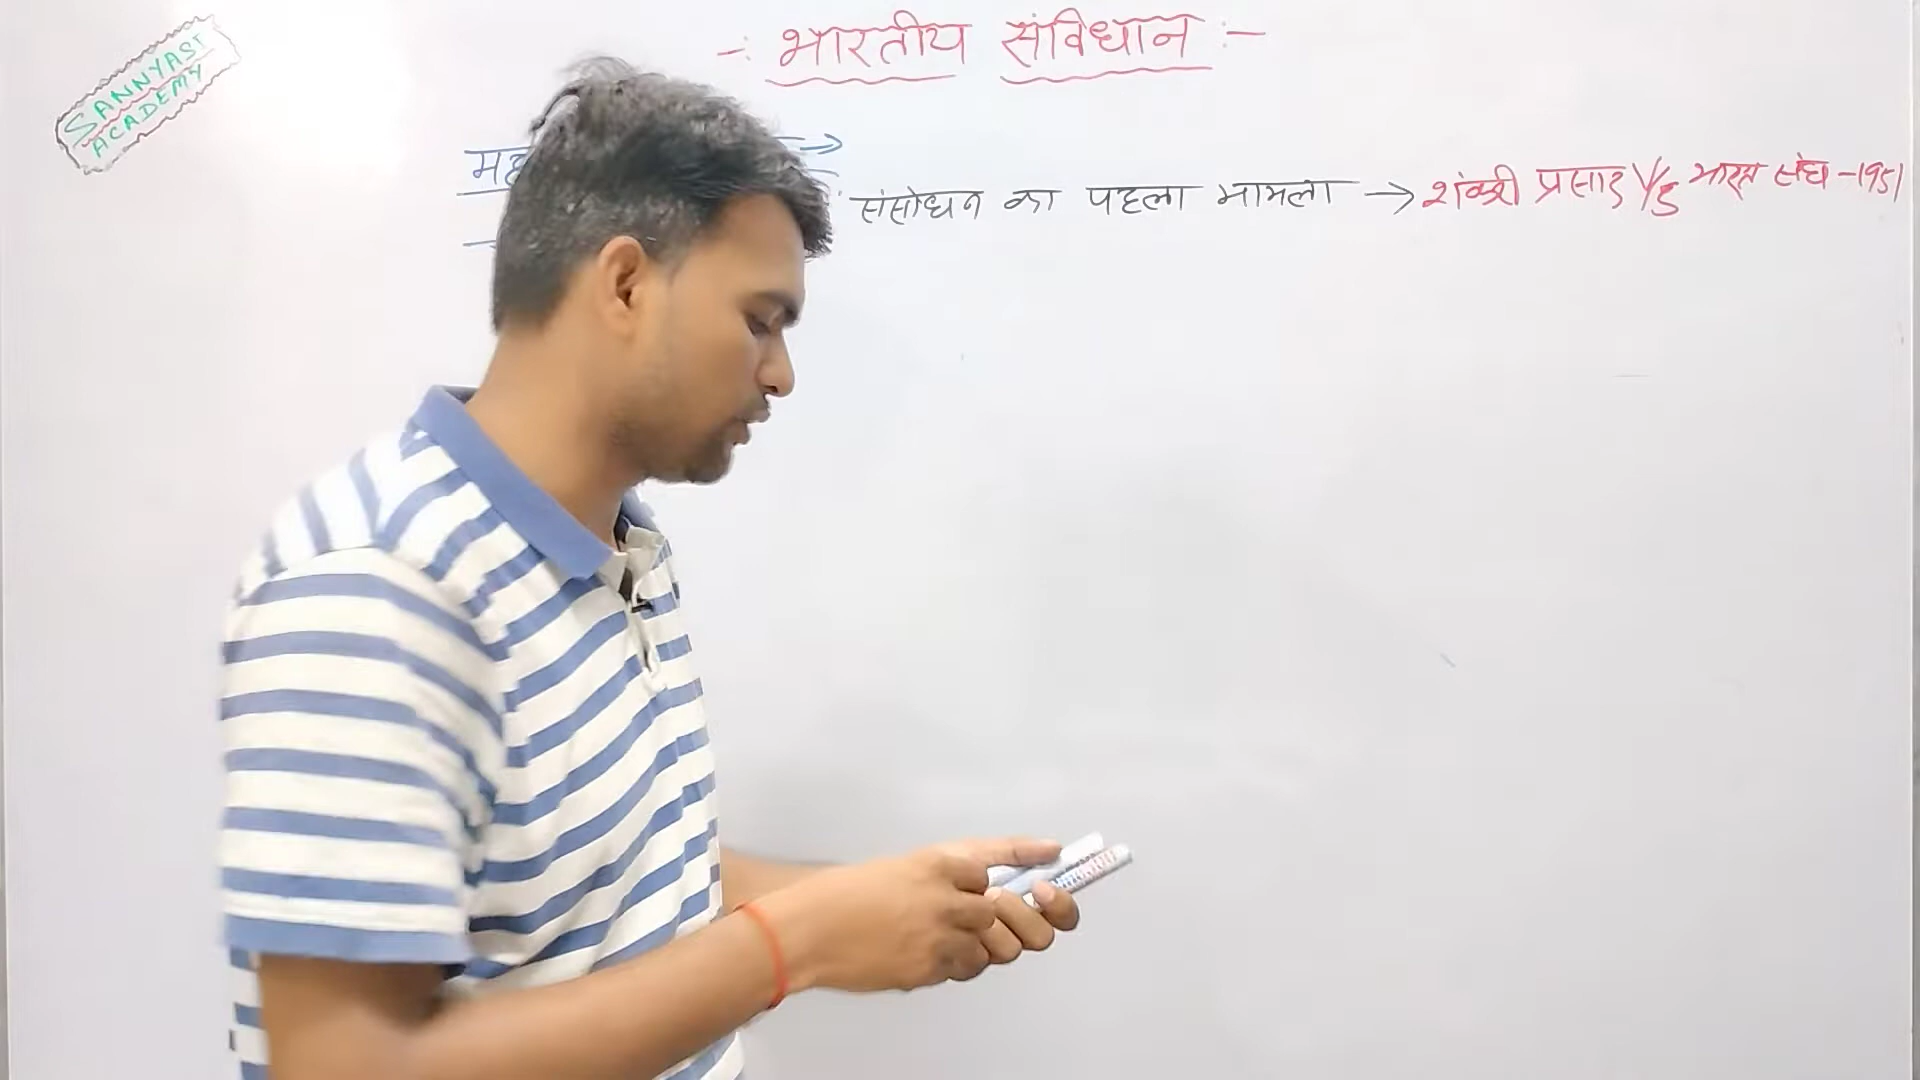 SANNYASI
ACADEMY
-: भारतीय संविधान :-
→
संसोधन का पहला मामला → शंकरी प्रसाद V/S भारत संघ -1951